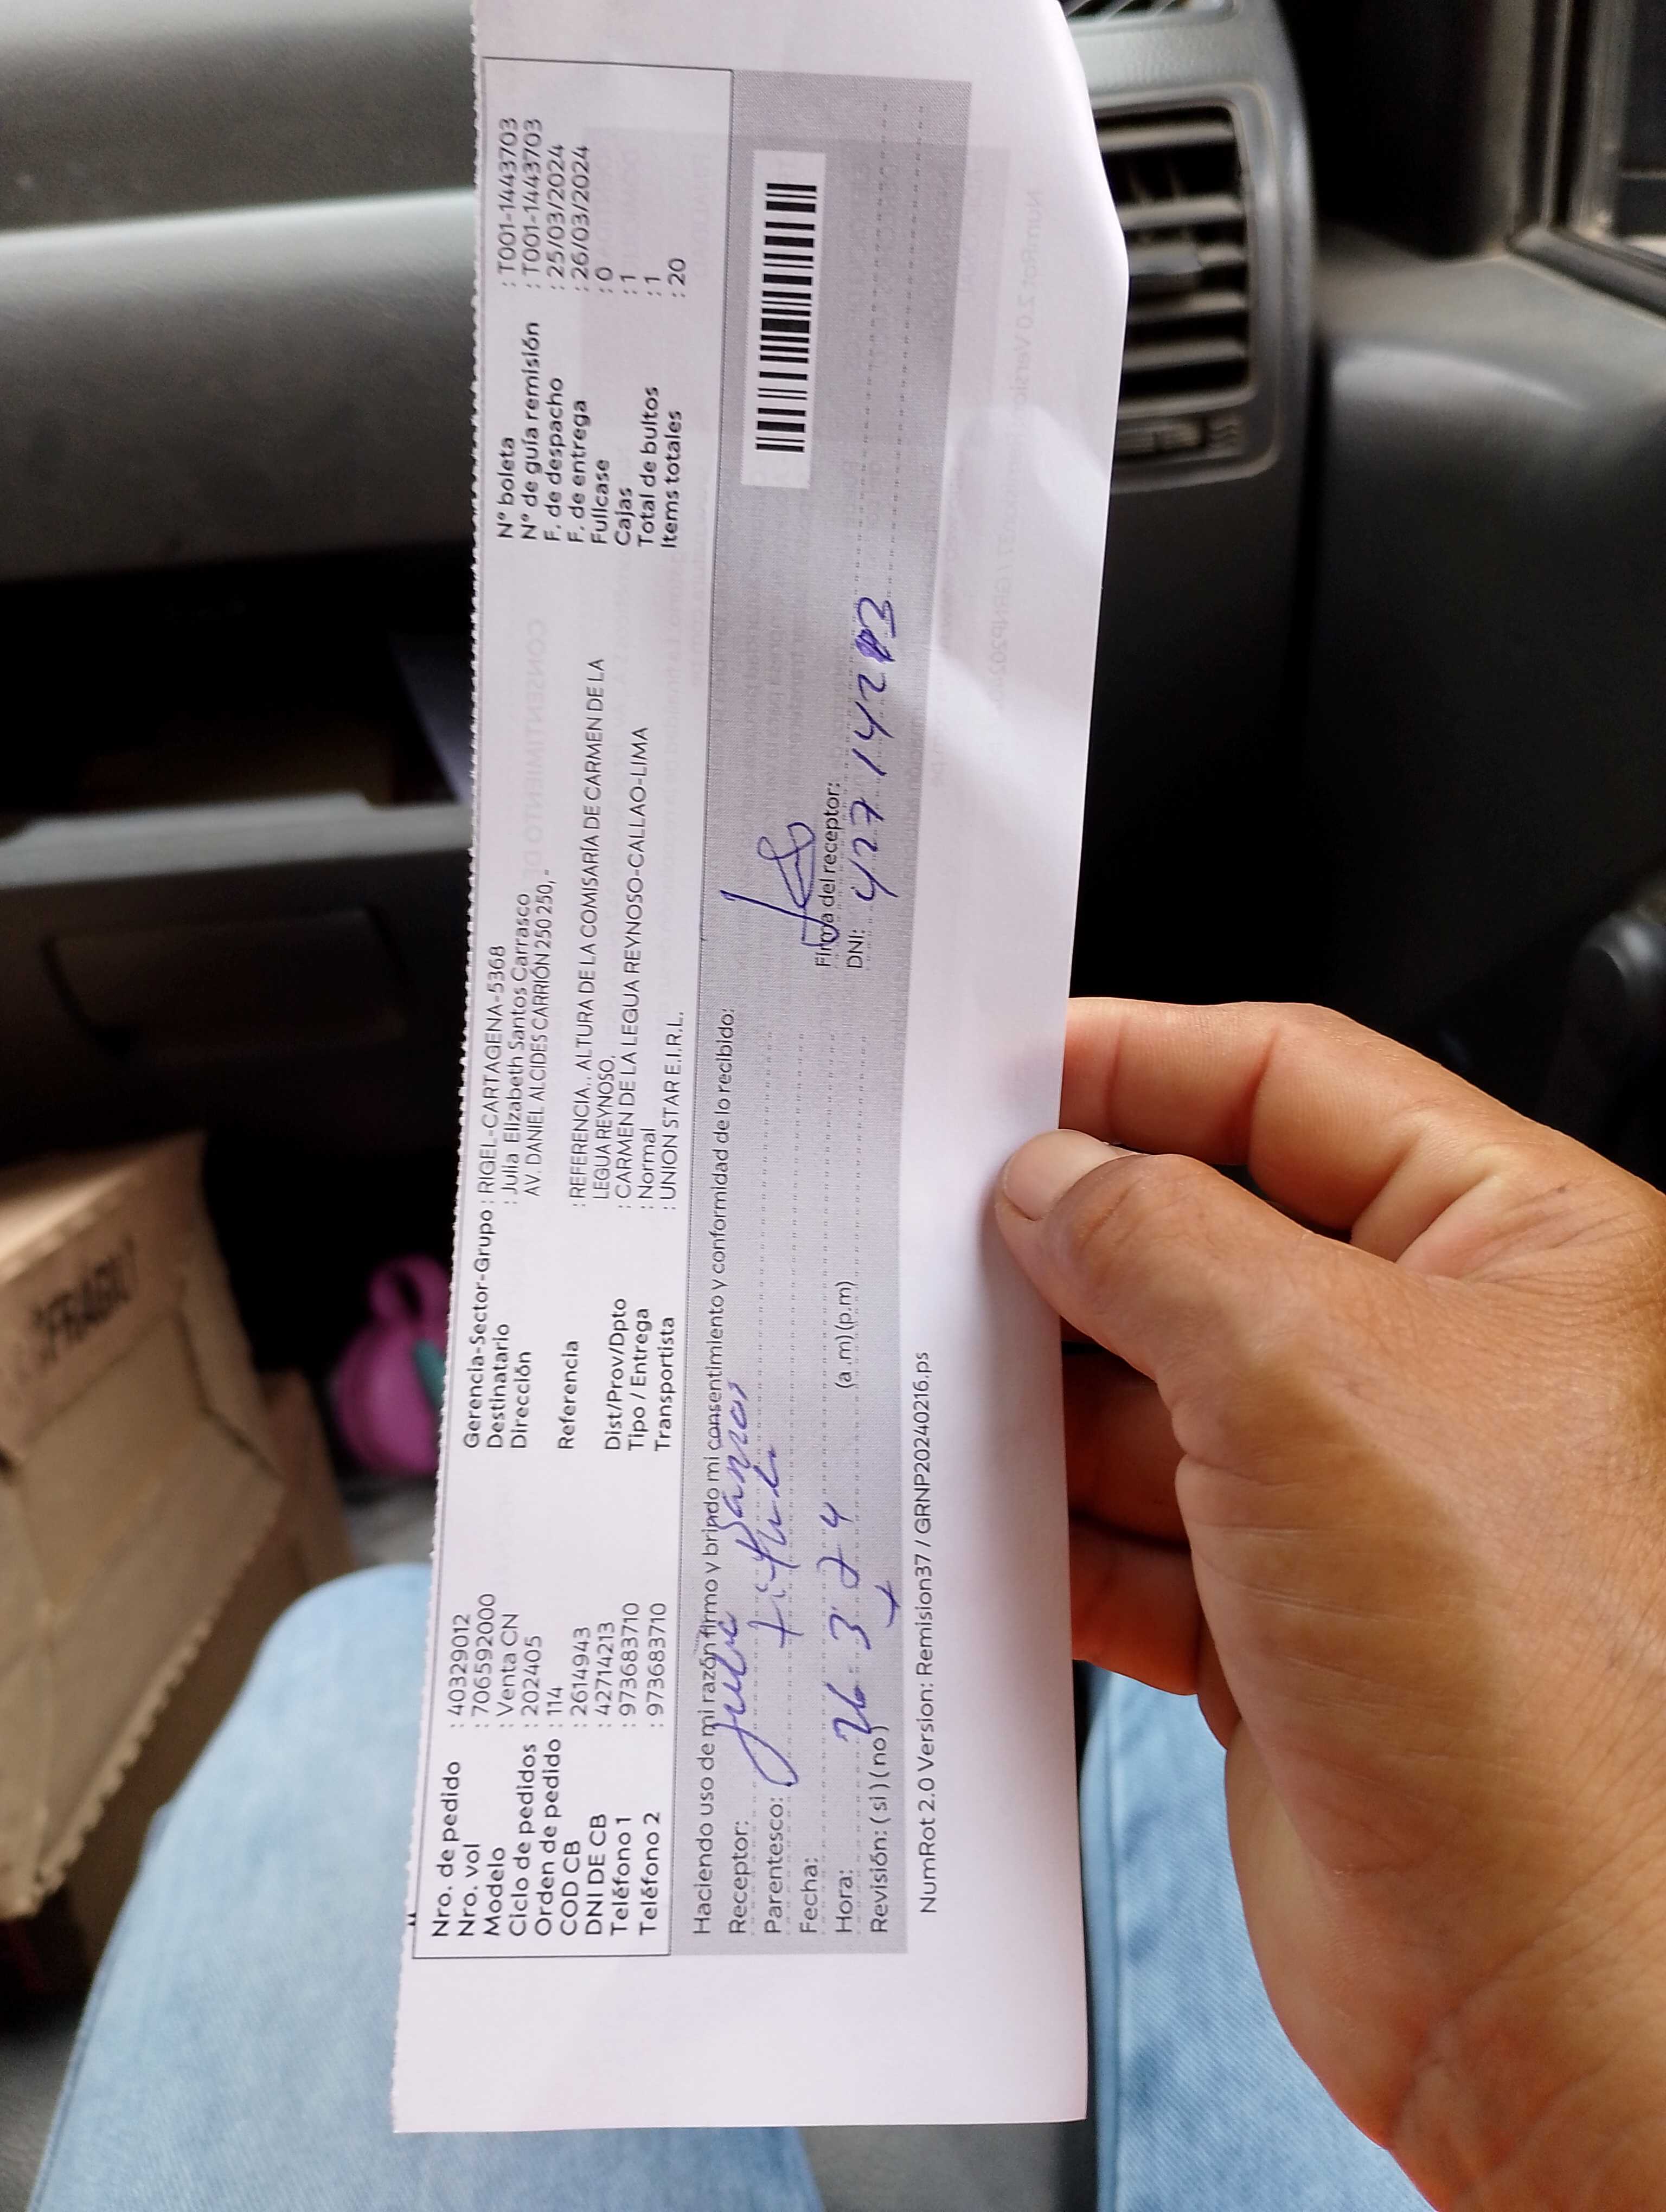 Nro. de pedido : 40329012
Nro. vol : 706592000
Modelo : Venta CN
Ciclo de pedidos : 202405
Orden de pedido : 114
COD CB : 2614943
DNI DE CB : 42714213
Teléfono 1 : 973683710
Teléfono 2 : 973683710
Gerencia-Sector-Grupo : RIGEL-CARTAGENA-5368
Destinatario : Julia Elizabeth Santos Carrasco
Dirección AV. DANIEL ALCIDES CARRIÓN 250 250, -
Referencia : REFERENCIA.. ALTURA DE LA COMISARÍA DE CARMEN DE LA
LEGUA REYNOSO,
Dist/Prov/Dpto : CARMEN DE LA LEGUA REYNOSO-CALLAO-LIMA
Tipo / Entrega : Normal
Transportista : UNION STAR E.I.R.L.
N° boleta : T001-1443703
N° de guía remisión : T001-1443703
F. de despacho : 25/03/2024
F. de entrega : 26/03/2024
Fullcase : 0
Cajas : 1
Total de bultos : 1
Items totales : 20
Haciendo uso de mi razón firmo y brindo mi consentimiento y conformidad de lo recibido:
Receptor: Julia Santos
Parentesco: titular
Fecha: 26 3 24
Hora: (a.m)(p.m)
Revisión: ( si ) ( no )
Firma del receptor:
DNI: 42714213
NumRot 2.0 Version: Remision37 / GRNP20240216.ps
FRAGIL